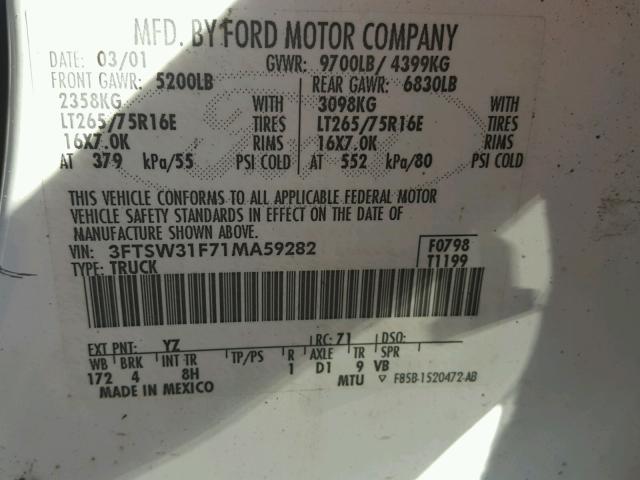 MFD. BY FORD MOTOR COMPANY
DATE: 03/01 GVWR: 9700LB/ 4399KG
FRONT GAWR: 5200LB REAR GAWR: 6830LB
2358KG WITH 3098KG WITH
LT265/75R16E TIRES LT265/75R16E TIRES
16X7.0K RIMS 16X7.0K RIMS
AT 379 kPa/55 PSI COLD AT 552 kPa/80 PSI COLD
THIS VEHICLE CONFORMS TO ALL APPLICABLE FEDERAL MOTOR
VEHICLE SAFETY STANDARDS IN EFFECT ON THE DATE OF
MANUFACTURE SHOWN ABOVE.
VIN: 3FTSW31F71MA59282 F0798
TYPE: TRUCK T1199
EXT PNT: YZ RC: 71 DSO:
WB BRK INT TR TP/PS R AXLE TR SPR
172 4 8H 1 D1 9 VB
MADE IN MEXICO MTU F85B-1520472-AB